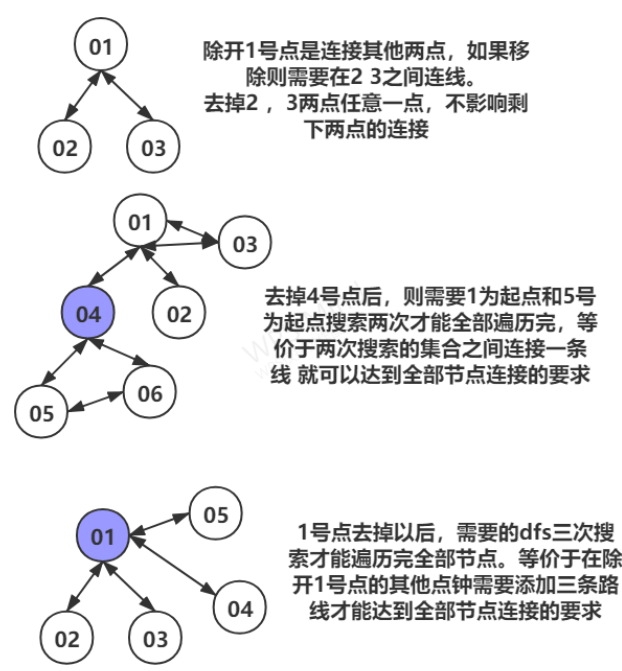 01
02
03
除开1号点是连接其他两点，如果移
除则需要在2 3之间连线。
去掉2 ，3两点任意一点，不影响剩
下两点的连接
01
03
04
02
05
06
去掉4号点后，则需要1为起点和5号
为起点搜索两次才能全部遍历完，等
价于两次搜索的集合之间连接一条
线 就可以达到全部节点连接的要求
01
05
04
02
03
1号点去掉以后，需要的dfs三次搜
索才能遍历完全部节点。等价于在除
开1号点的其他点钟需要添加三条路
线才能达到全部节点连接的要求